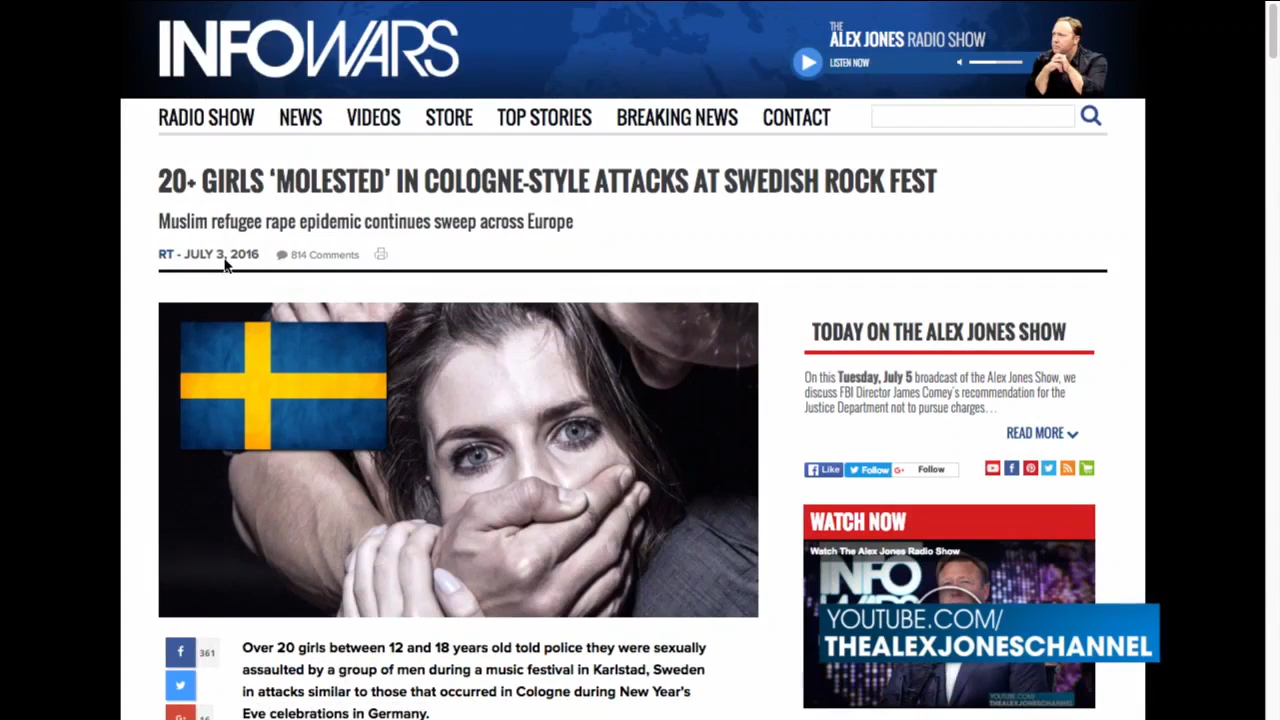 INFOWARS
THE
ALEX JONES RADIO SHOW
LISTEN NOW
RADIO SHOW NEWS VIDEOS STORE TOP STORIES BREAKING NEWS CONTACT
20+ GIRLS ‘MOLESTED’ IN COLOGNE-STYLE ATTACKS AT SWEDISH ROCK FEST
Muslim refugee rape epidemic continues sweep across Europe
RT - JULY 3, 2016 814 Comments
TODAY ON THE ALEX JONES SHOW
On this Tuesday, July 5 broadcast of the Alex Jones Show, we
discuss FBI Director James Comey's recommendation for the
Justice Department not to pursue charges…
READ MORE
Like Follow G+ Follow
WATCH NOW
Watch The Alex Jones Radio Show
INFO
YOUTUBE.COM/
THEALEXJONESCHANNEL
361
Over 20 girls between 12 and 18 years old told police they were sexually
assaulted by a group of men during a music festival in Karlstad, Sweden
in attacks similar to those that occurred in Cologne during New Year's
Eve celebrations in Germany.